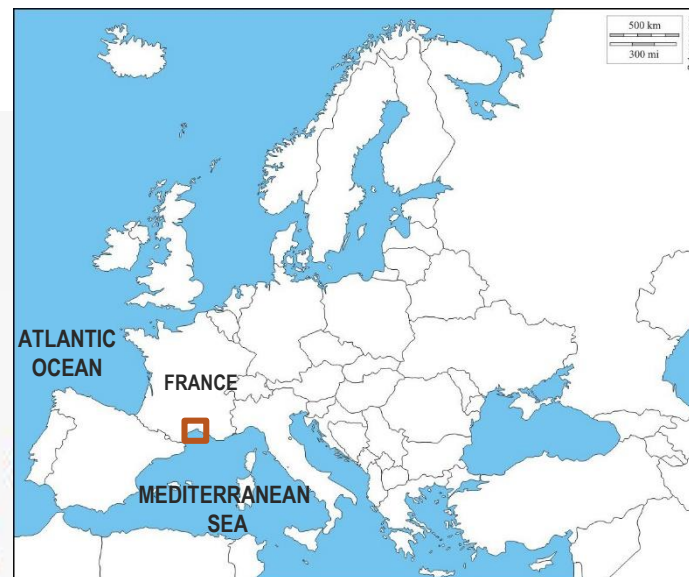 500 km
300 mi
ATLANTIC
OCEAN
FRANCE
MEDITERRANEAN
SEA